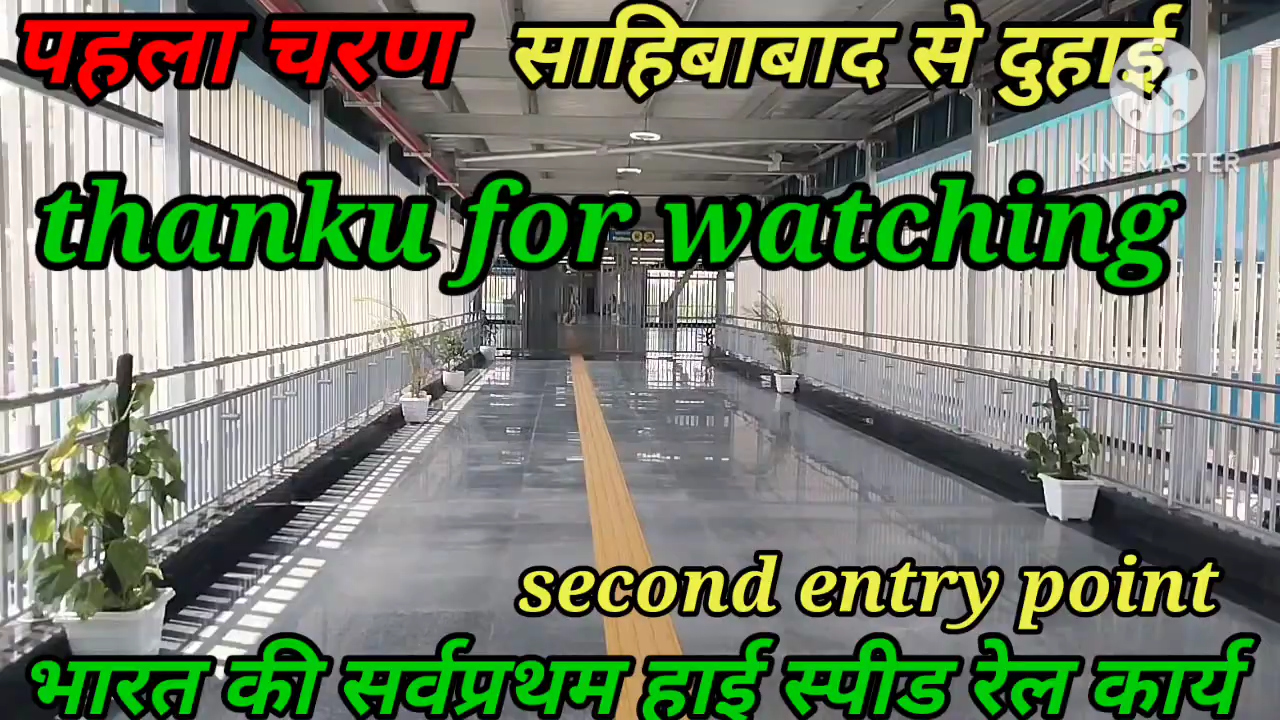 पहला चरण साहिबाबाद से दुहाई
KINEMASTER
thanku for watching
second entry point
भारत की सर्वप्रथम हाई स्पीड रेल कार्य